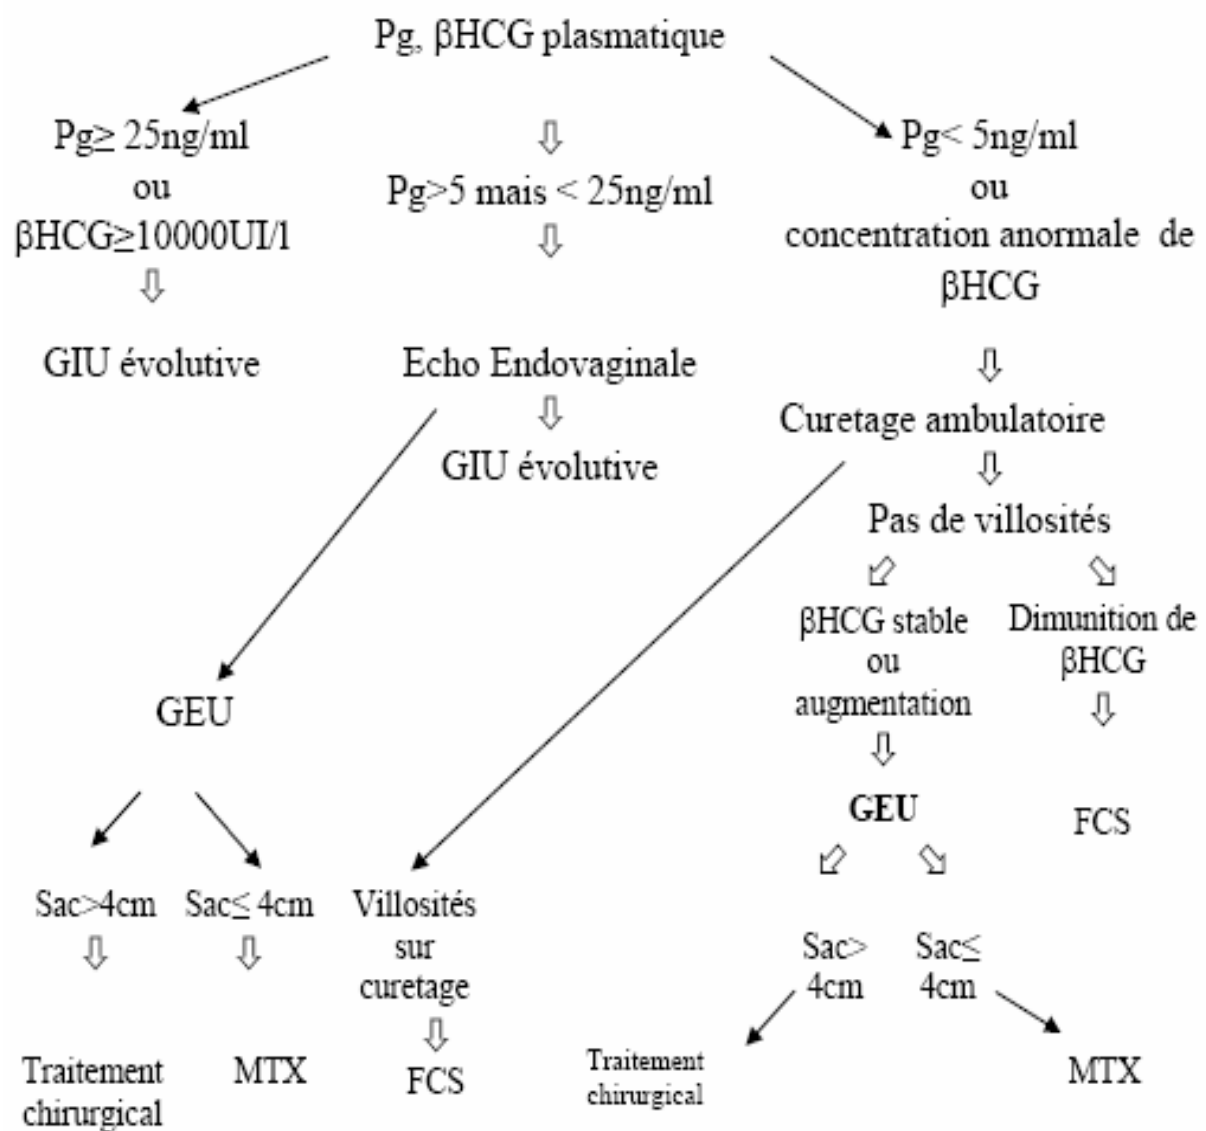 Pg, βHCG plasmatique
Pg≥ 25ng/ml
ou
βHCG≥10000UI/l
GIU évolutive
Pg>5 mais < 25ng/ml
Echo Endovaginale
GIU évolutive
GEU
Sac>4cm
Traitement
chirurgical
Sac≤ 4cm
MTX
Pg< 5ng/ml
ou
concentration anormale de
βHCG
Curetage ambulatoire
Villosités
sur
curetage
FCS
Pas de villosités
βHCG stable
ou
augmentation
GEU
Sac>
4cm
Traitement
chirurgical
Sac≤
4cm
MTX
Dimunition de
βHCG
FCS